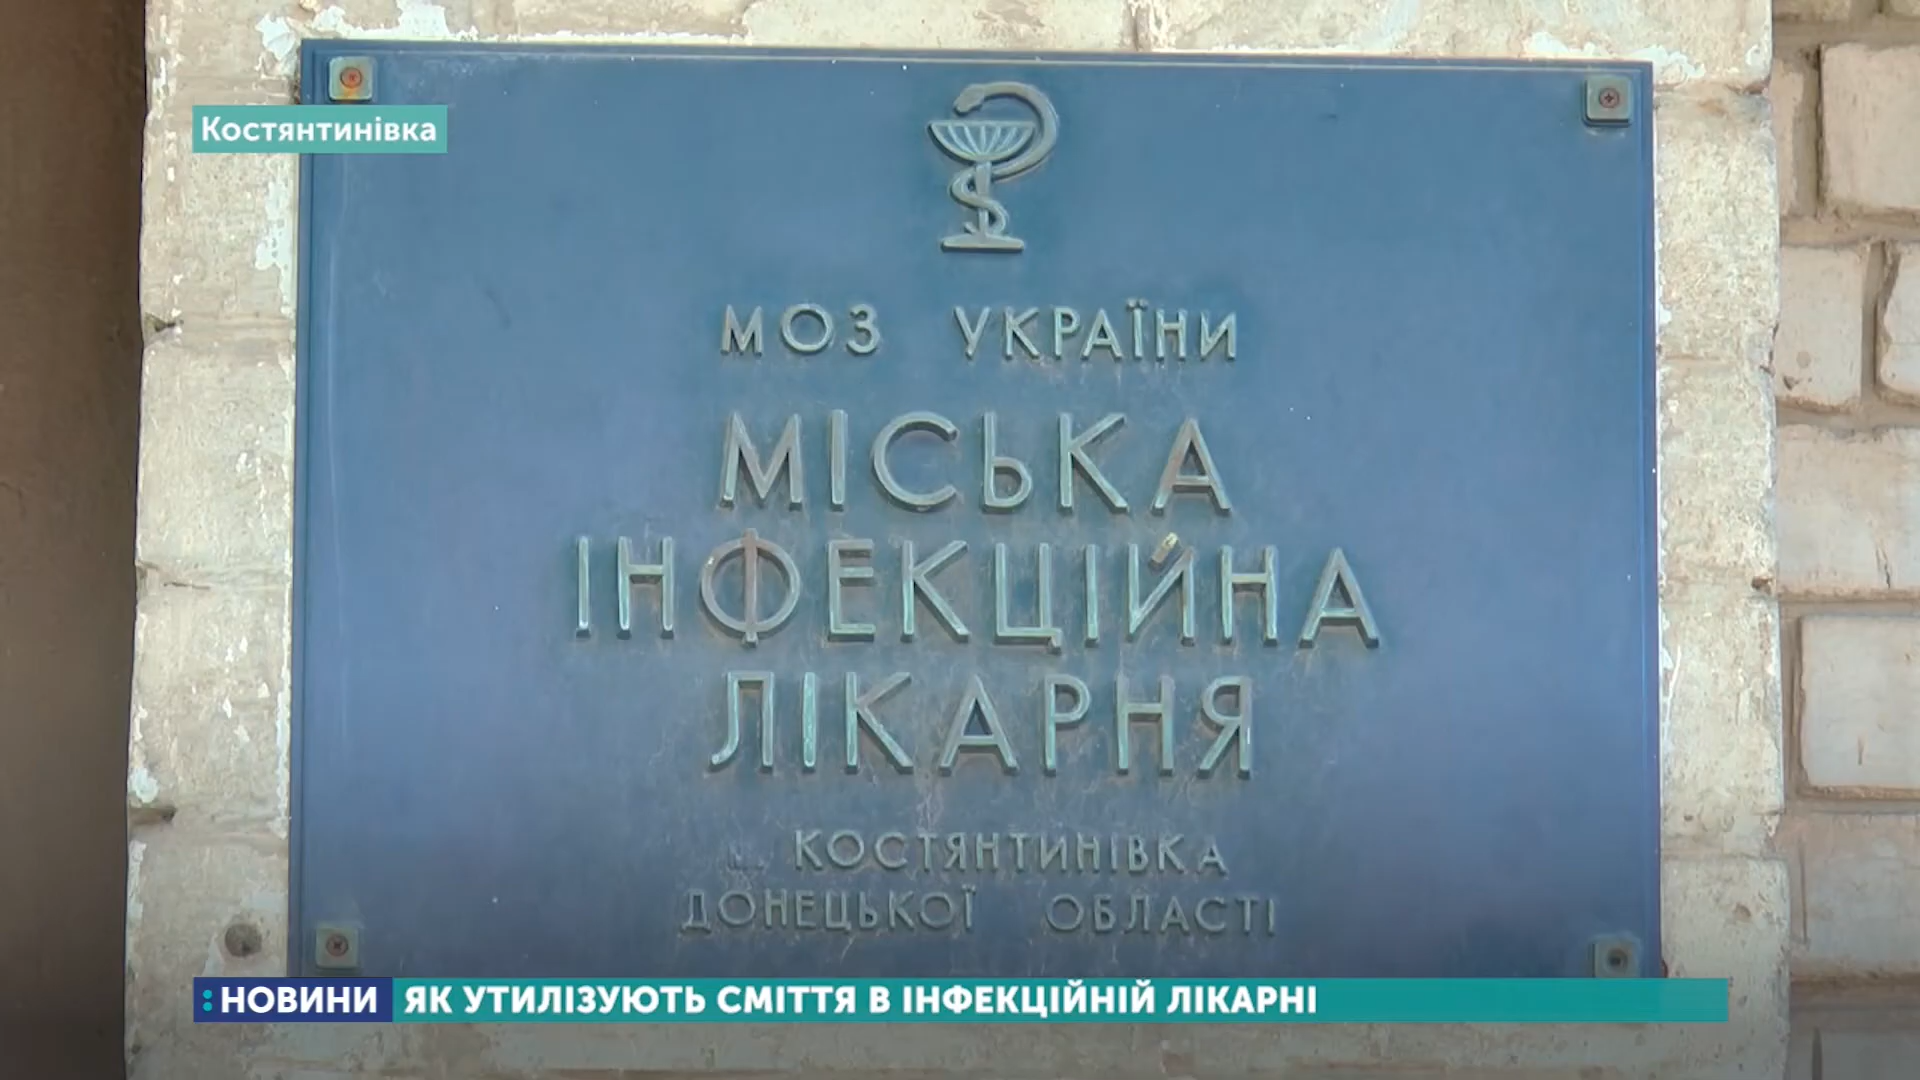 Костянтинівка
МОЗ УКРАЇНИ
МІСЬКА
ІНФЕКЦІЙНА
ЛІКАРНЯ
КОСТЯНТИНІВКА
ДОНЕЦЬКОЇ ОБЛАСТІ
:НОВИНИ ЯК УТИЛІЗУЮТЬ СМІТТЯ В ІНФЕКЦІЙНІЙ ЛІКАРНІ